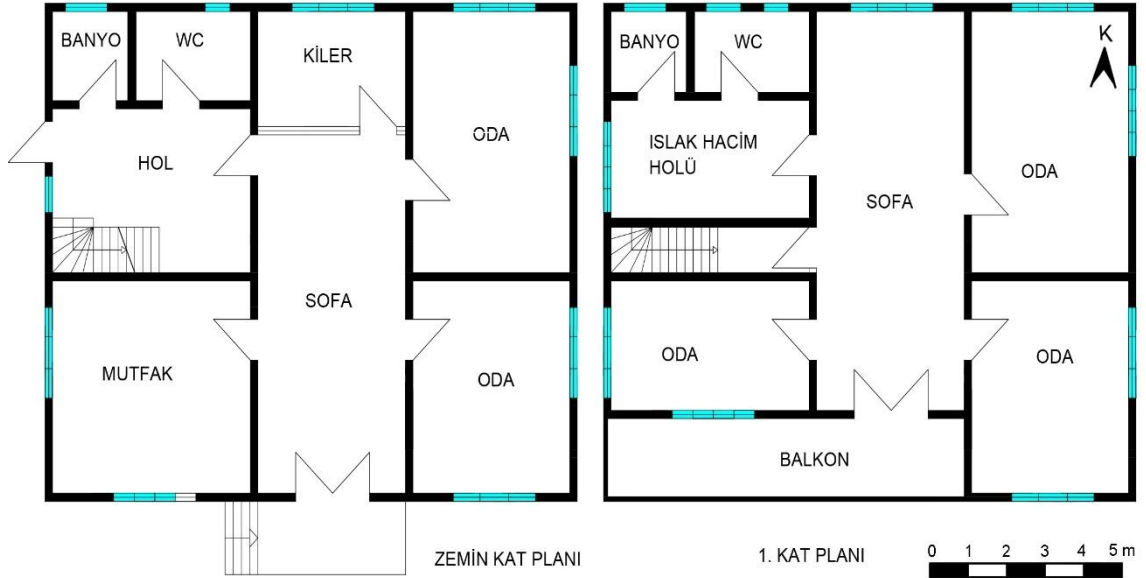 BANYO
WC
KİLER
ODA
HOL
SOFA
MUTFAK
ODA
ZEMİN KAT PLANI
BANYO
WC
K
ISLAK HACİM
HOLÜ
ODA
SOFA
ODA
ODA
BALKON
1. KAT PLANI
0 1 2 3 4 5 m